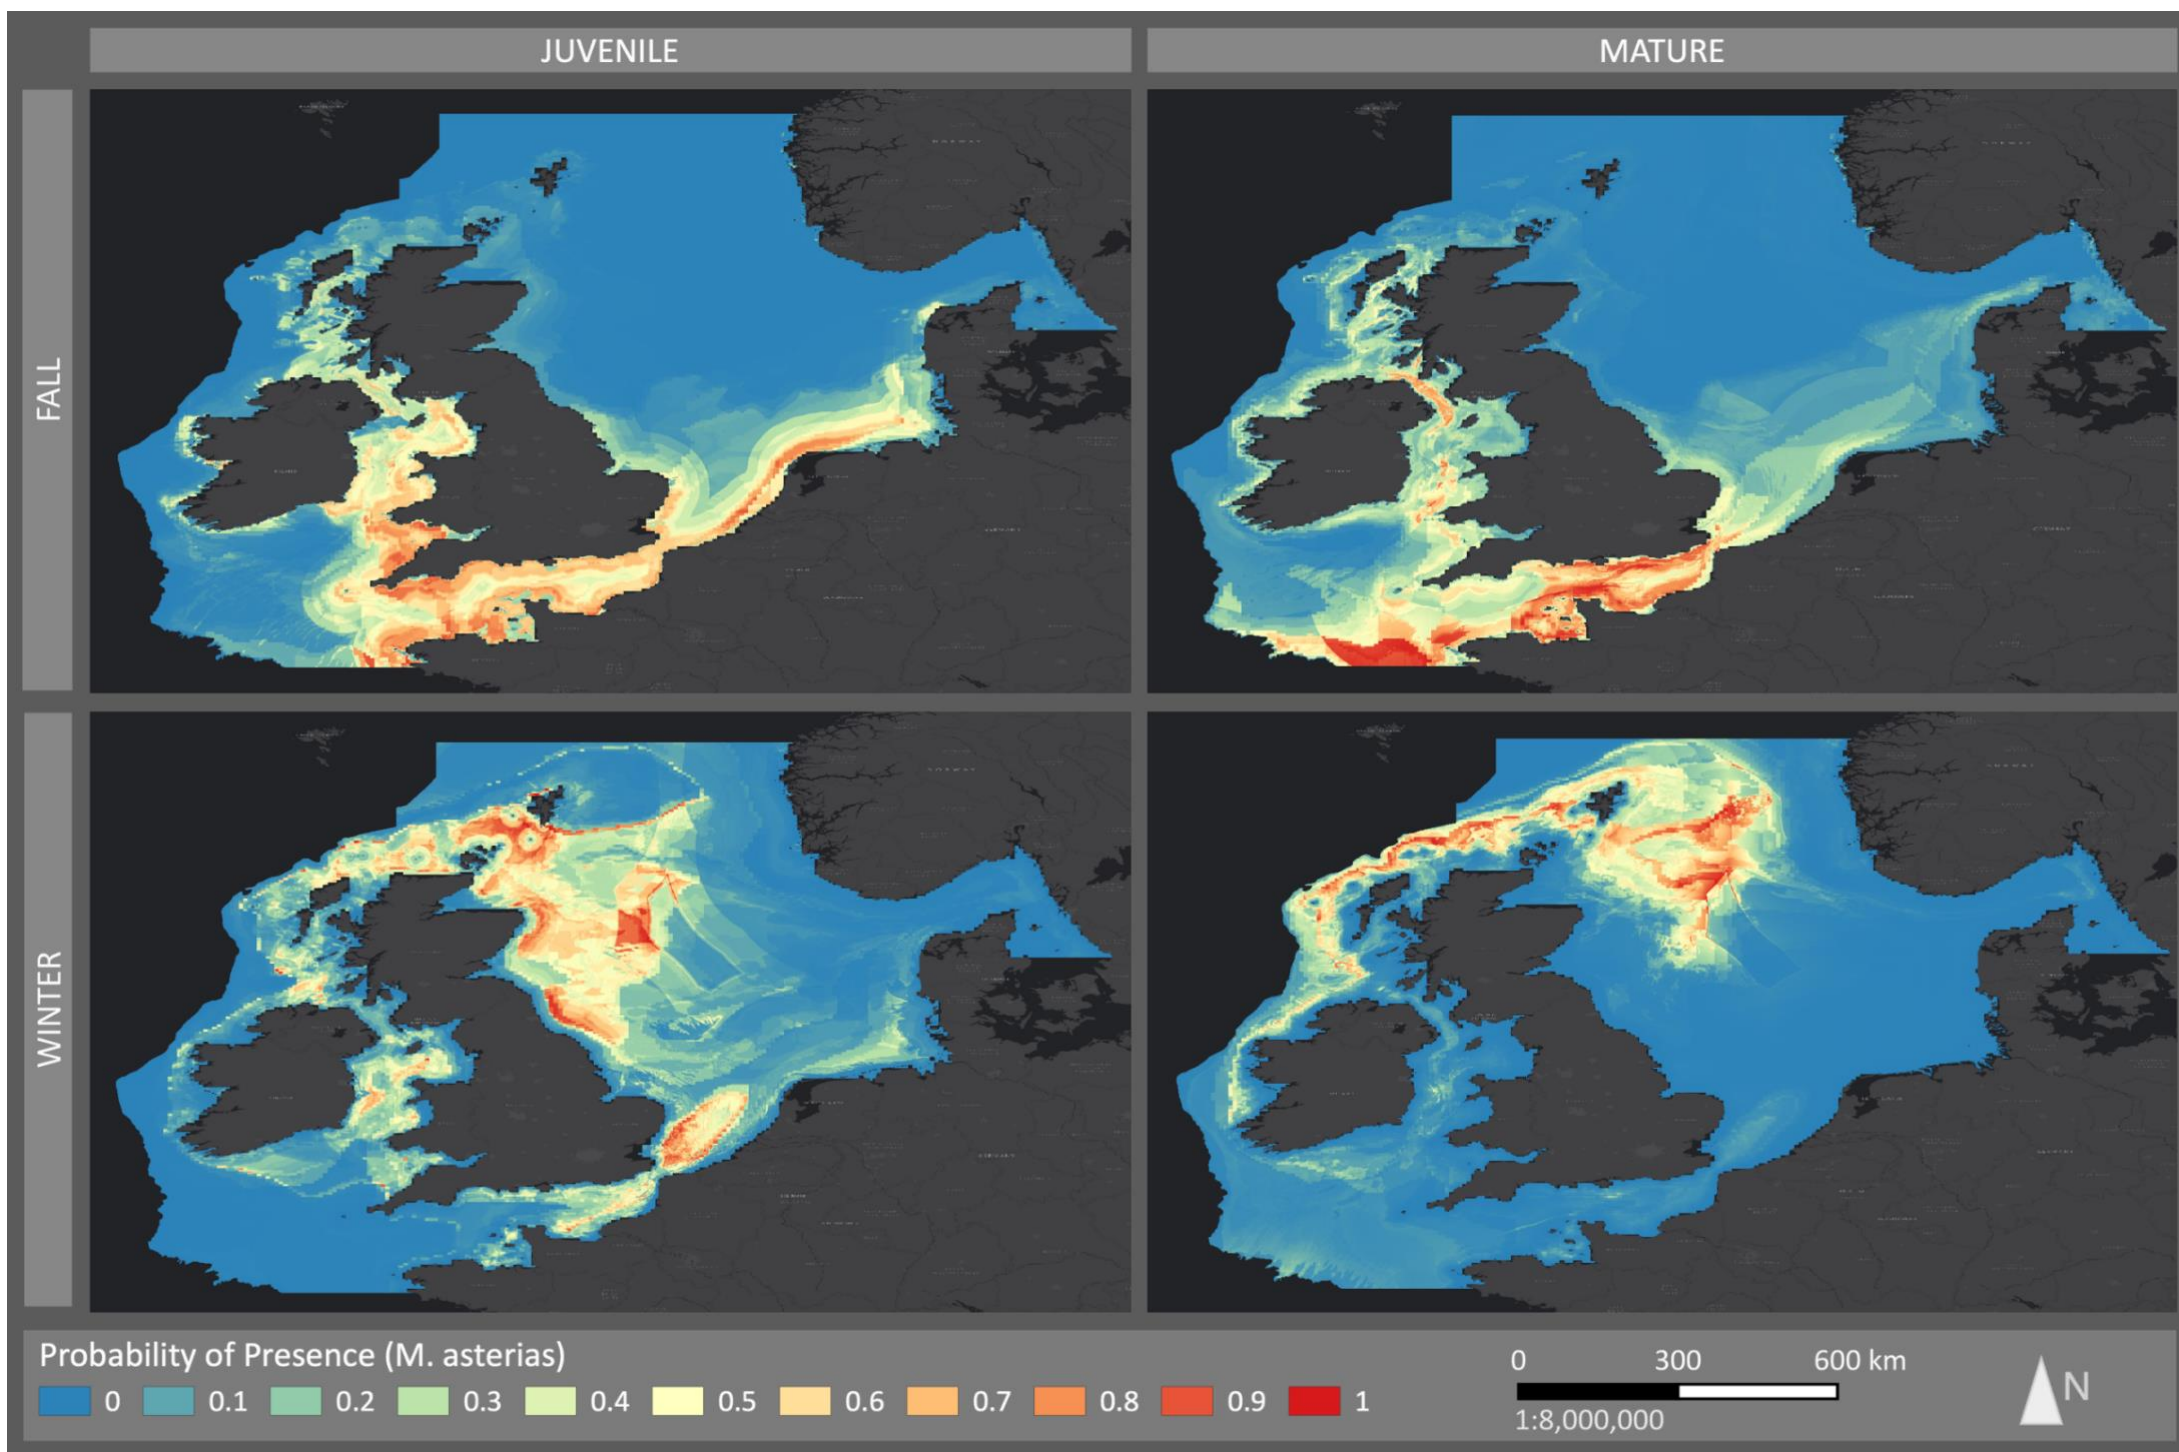 JUVENILE
MATURE
FALL
WINTER
Probability of Presence (M. asterias)
0 0.1 0.2 0.3 0.4 0.5 0.6 0.7 0.8 0.9 1
0 300 600 km
1:8,000,000
N